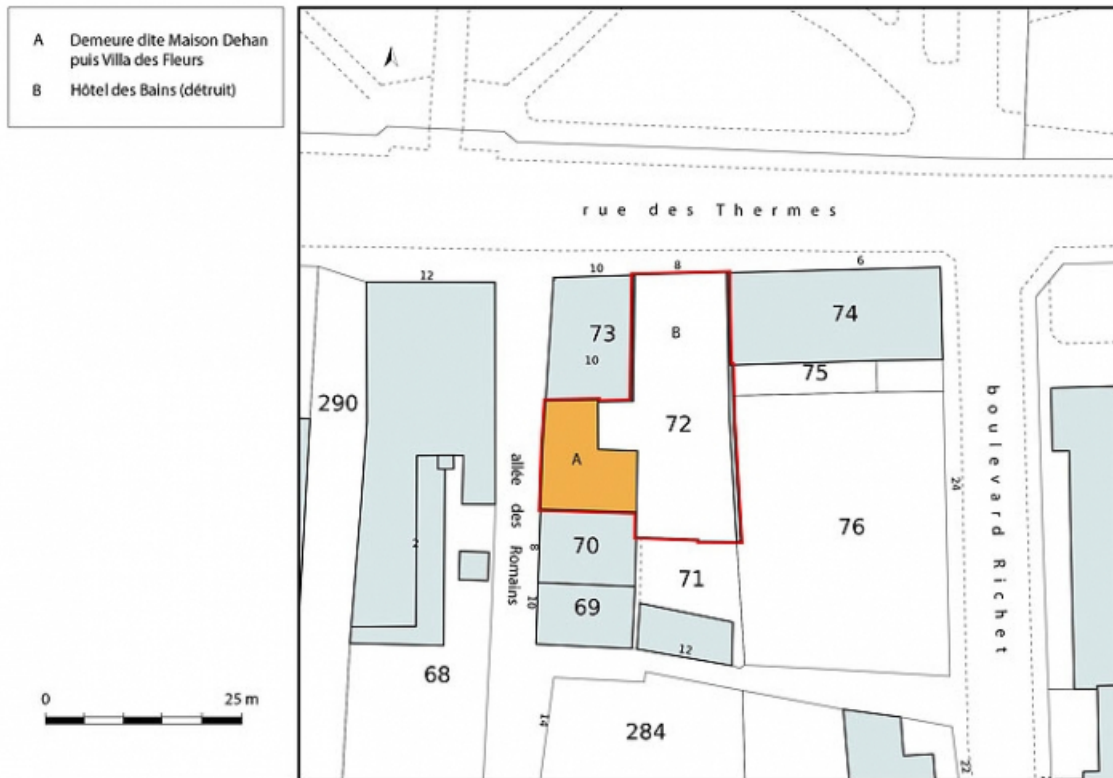 A Demeure dite Maison Dehan
puis Villa des Fleurs
B Hôtel des Bains (détruit)
rue des Thermes
12
10
8
6
73
10
B
74
75
290
72
A
allée des Romains
boulevard Richet
24
76
2
70
8
71
69
10
12
68
0 25 m
14
284
22